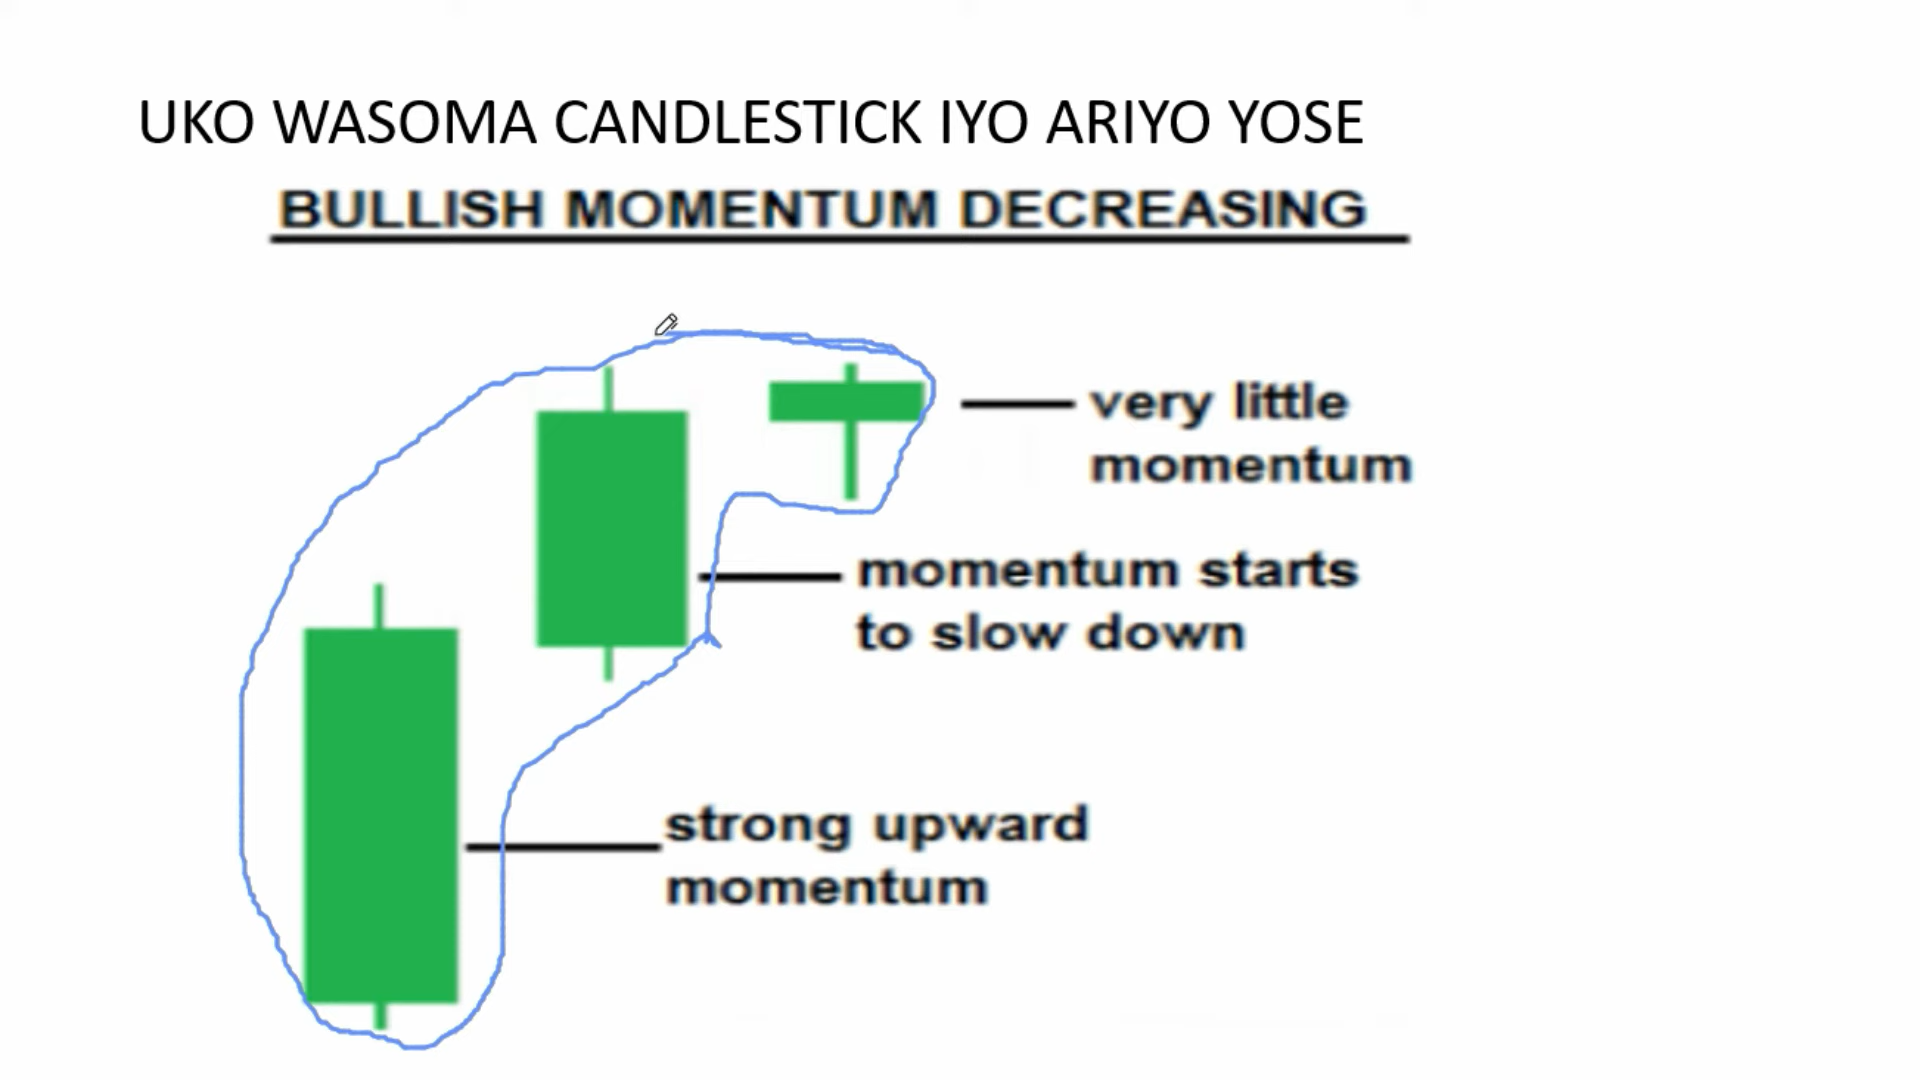 UKO WASOMA CANDLESTICK IYO ARIYO YOSE
BULLISH MOMENTUM DECREASING
very little
momentum
momentum starts
to slow down
strong upward
momentum